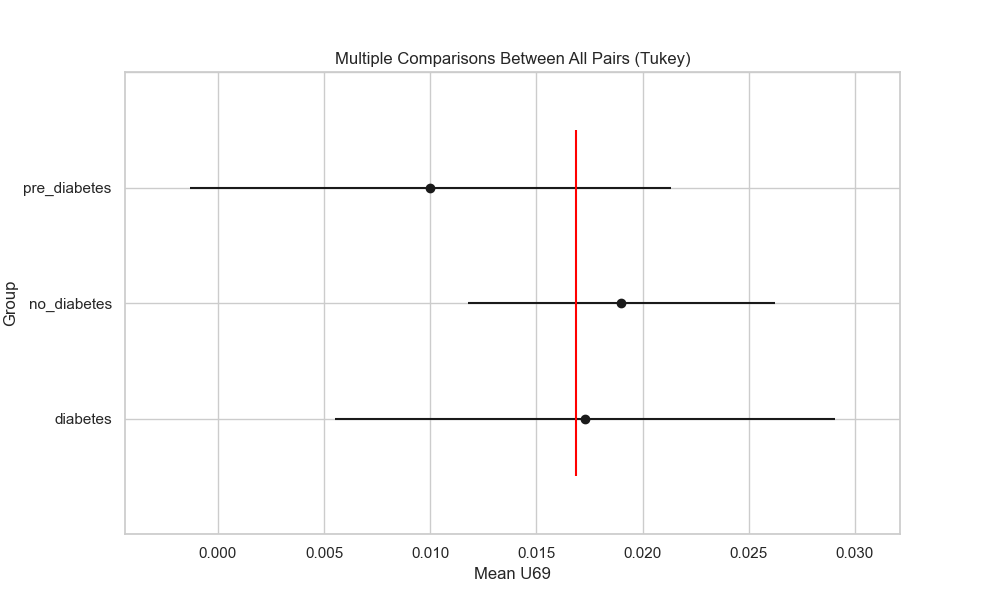 Multiple Comparisons Between All Pairs (Tukey)
pre_diabetes
no_diabetes
diabetes
Group
0.000 0.005 0.010 0.015 0.020 0.025 0.030
Mean U69